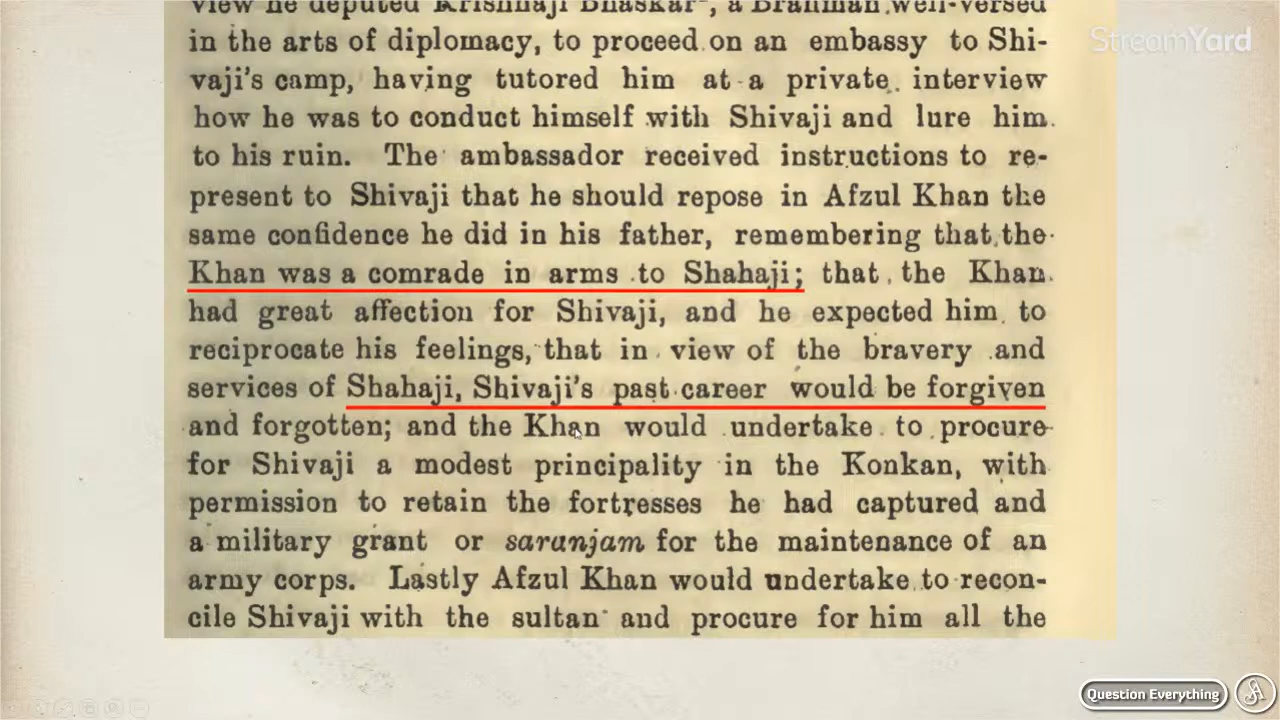 view he deputed Krishnaji Bhaskar, a Brahman well-versed
in the arts of diplomacy, to proceed on an embassy to Shi-
vaji's camp, having tutored him at a private interview
how he was to conduct himself with Shivaji and lure him
to his ruin. The ambassador received instructions to re-
present to Shivaji that he should repose in Afzul Khan the
same confidence he did in his father, remembering that the
Khan was a comrade in arms to Shahaji; that the Khan
had great affection for Shivaji, and he expected him to
reciprocate his feelings, that in view of the bravery and
services of Shahaji, Shivaji's past career would be forgiven
and forgotten; and the Khan would undertake to procure
for Shivaji a modest principality in the Konkan, with
permission to retain the fortresses he had captured and
a military grant or saranjam for the maintenance of an
army corps. Lastly Afzul Khan would undertake to recon-
cile Shivaji with the sultan and procure for him all the
StreamYard
Question Everything